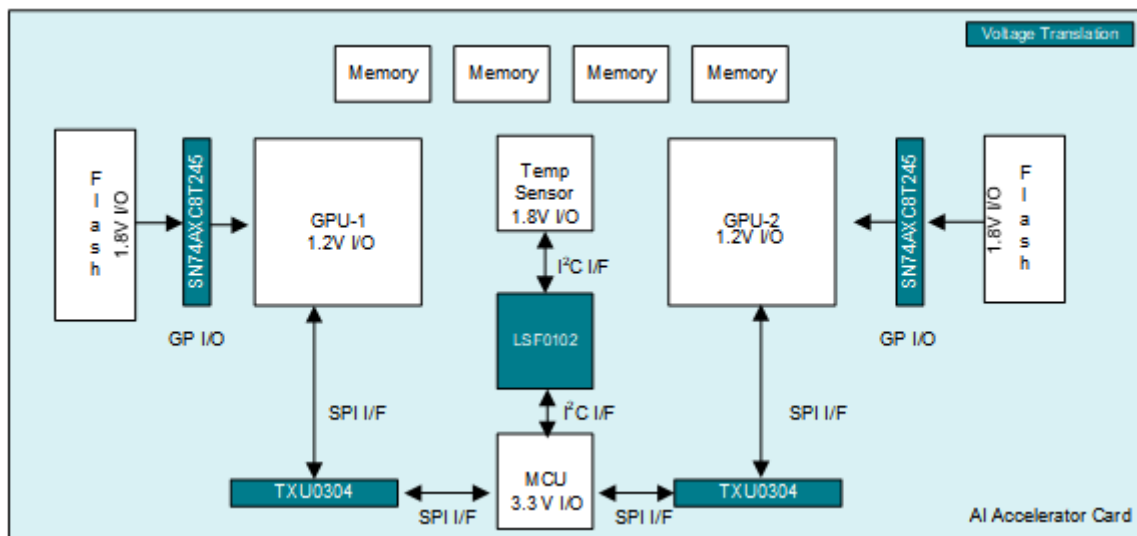 Voltage Translation
Memory
Memory
Memory
Memory
Flash
1.8V I/O
SN74AXC8T245
GPU-1
1.2V I/O
Temp
Sensor
1.8V I/O
GPU-2
1.2V I/O
SN74AXC8T245
1.8V I/O
Flash
I²C I/F
GP I/O
LSF0102
GP I/O
SPI I/F
I²C I/F
SPI I/F
MCU
3.3 V I/O
TXU0304
TXU0304
SPI I/F
SPI I/F
AI Accelerator Card